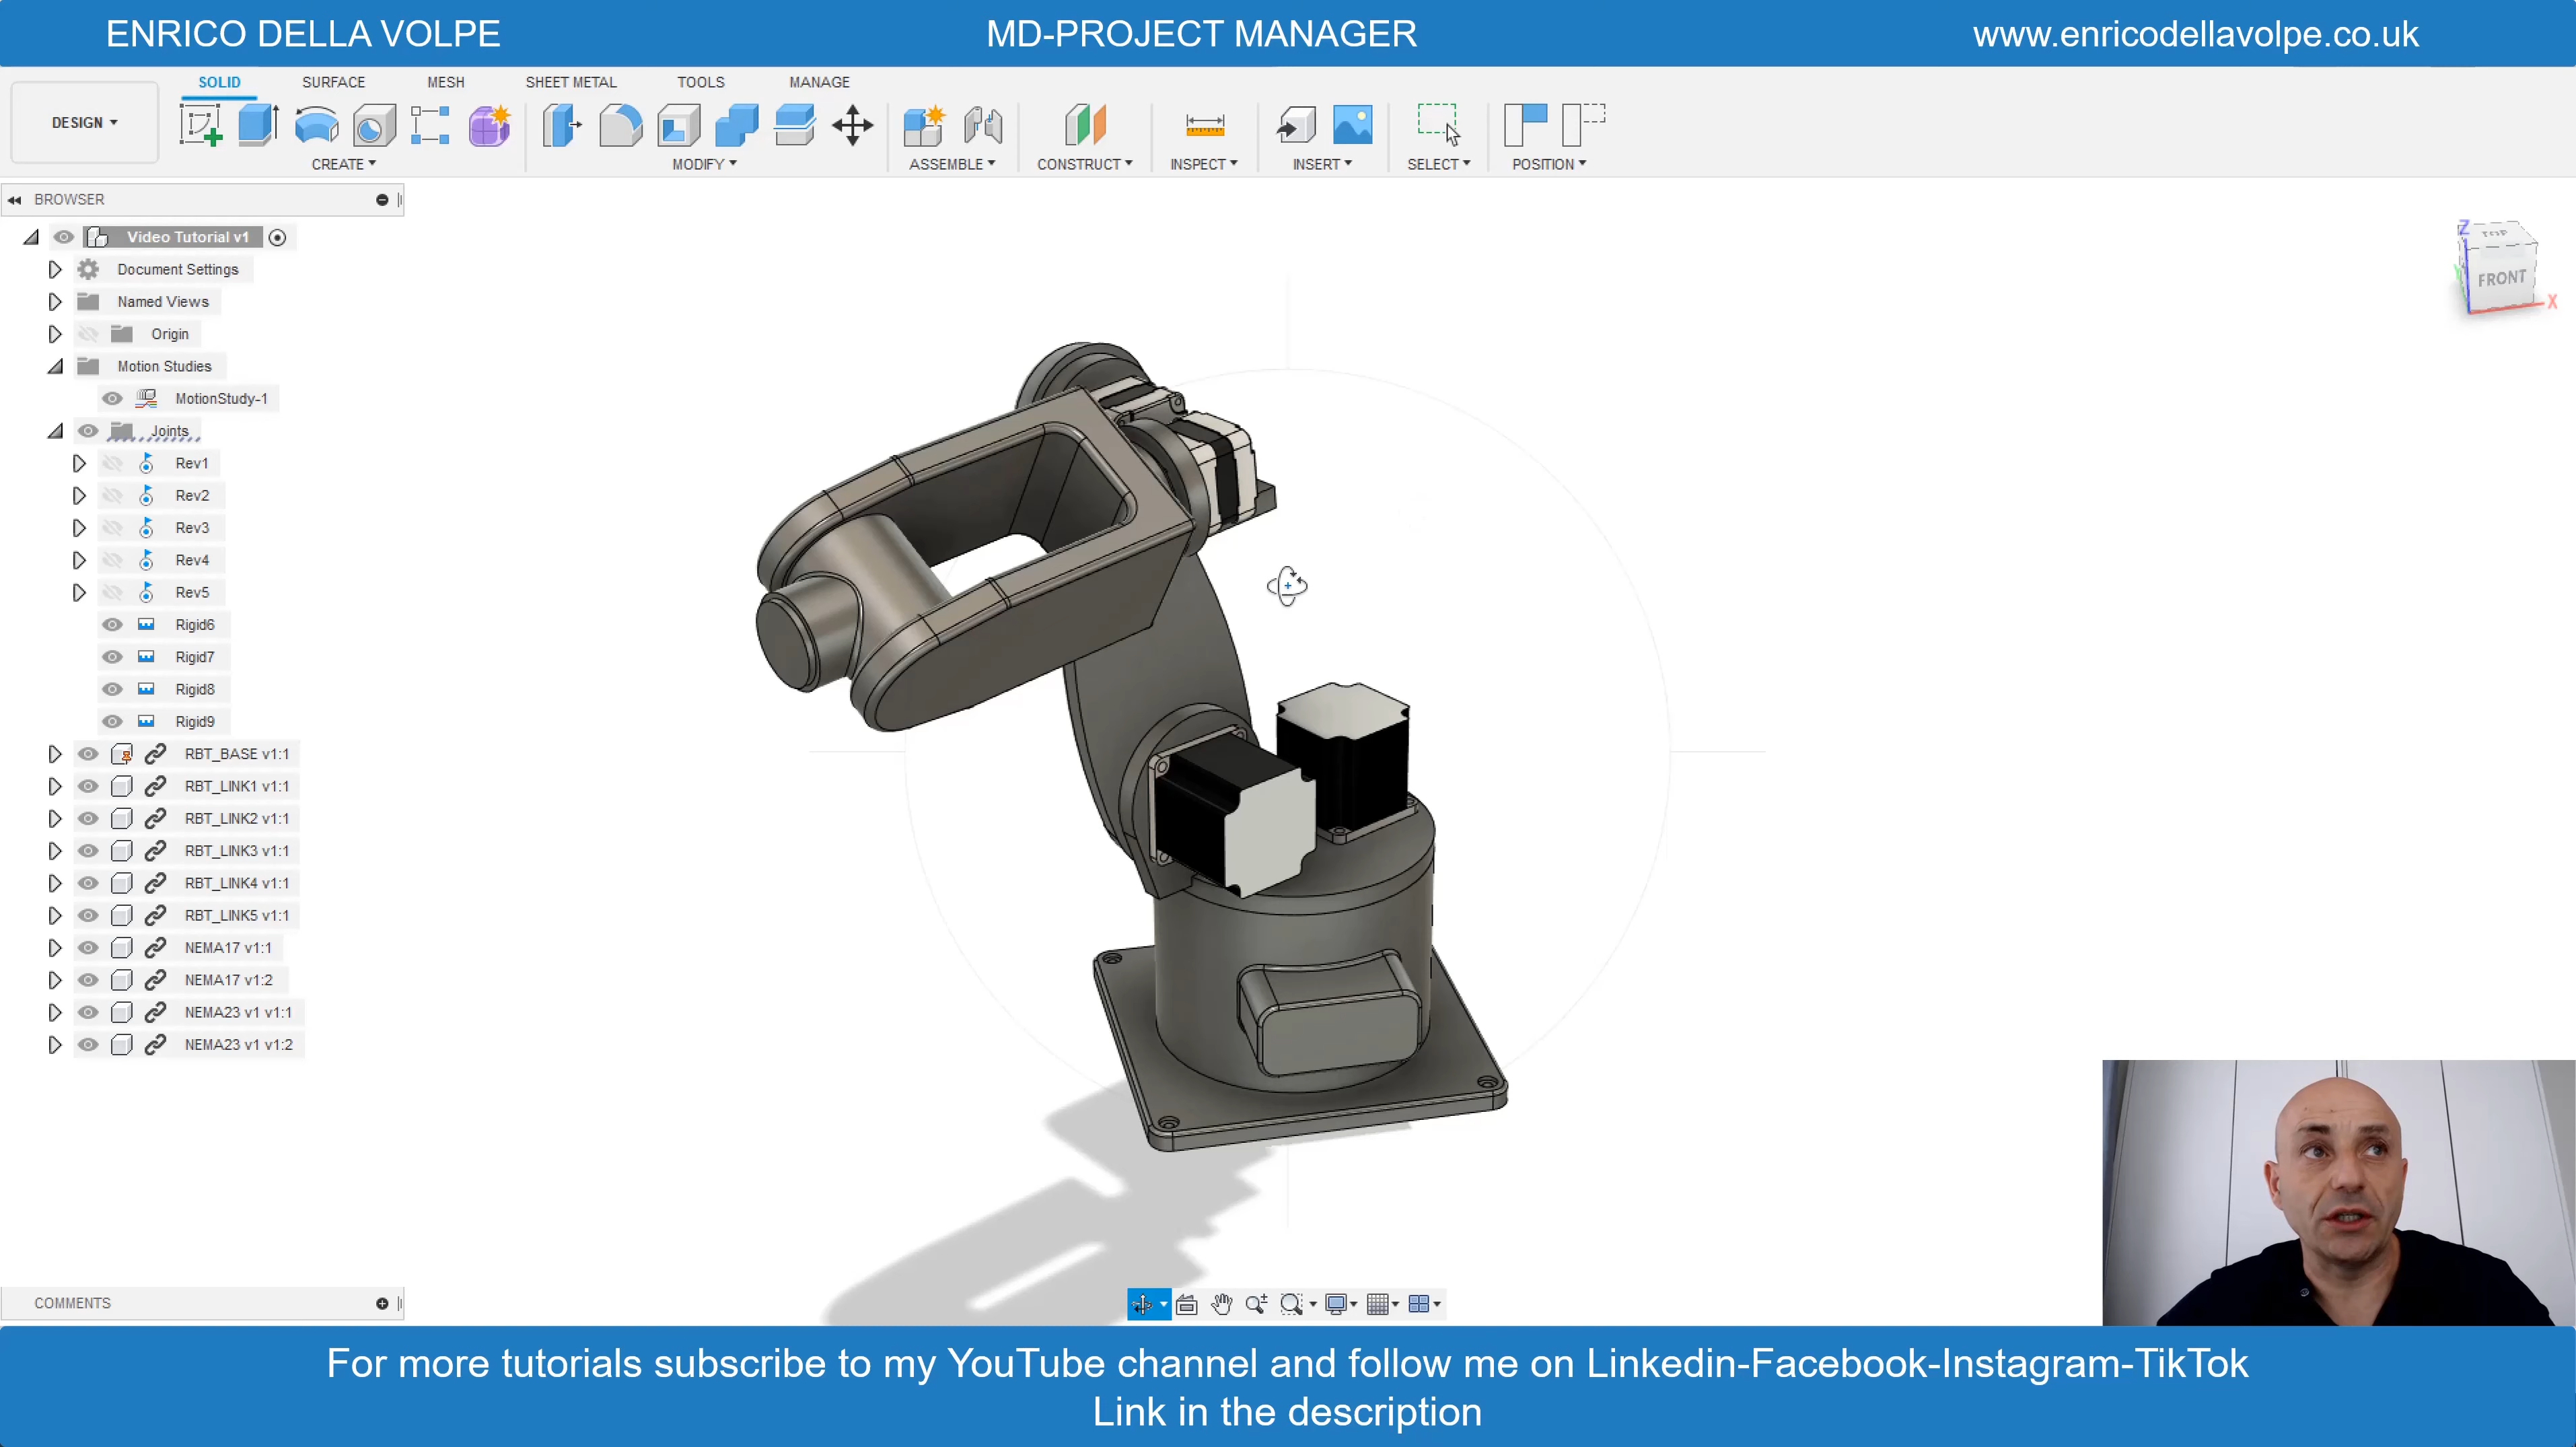 ENRICO DELLA VOLPE
MD-PROJECT MANAGER
www.enricodellavolpe.co.uk
SOLID
SURFACE
MESH
SHEET METAL
TOOLS
MANAGE
DESIGN
CREATE
MODIFY
ASSEMBLE
CONSTRUCT
INSPECT
INSERT
SELECT
POSITION
BROWSER
Video Tutorial v1
Document Settings
Named Views
Origin
Motion Studies
MotionStudy-1
Joints
Rev1
Rev2
Rev3
Rev4
Rev5
Rigid6
Rigid7
Rigid8
Rigid9
RBT_BASE v1:1
RBT_LINK1 v1:1
RBT_LINK2 v1:1
RBT_LINK3 v1:1
RBT_LINK4 v1:1
RBT_LINK5 v1:1
NEMA17 v1:1
NEMA17 v1:2
NEMA23 v1 v1:1
NEMA23 v1 v1:2
Z
TOP
FRONT
X
COMMENTS
For more tutorials subscribe to my YouTube channel and follow me on Linkedin-Facebook-Instagram-TikTok
Link in the description